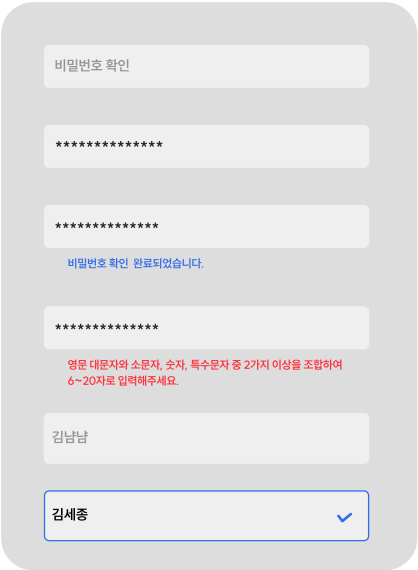 비밀번호 확인
**************
**************
비밀번호 확인 완료되었습니다.
**************
영문 대문자와 소문자, 숫자, 특수문자 중 2가지 이상을 조합하여
6~20자로 입력해주세요.
김냠냠
김세종